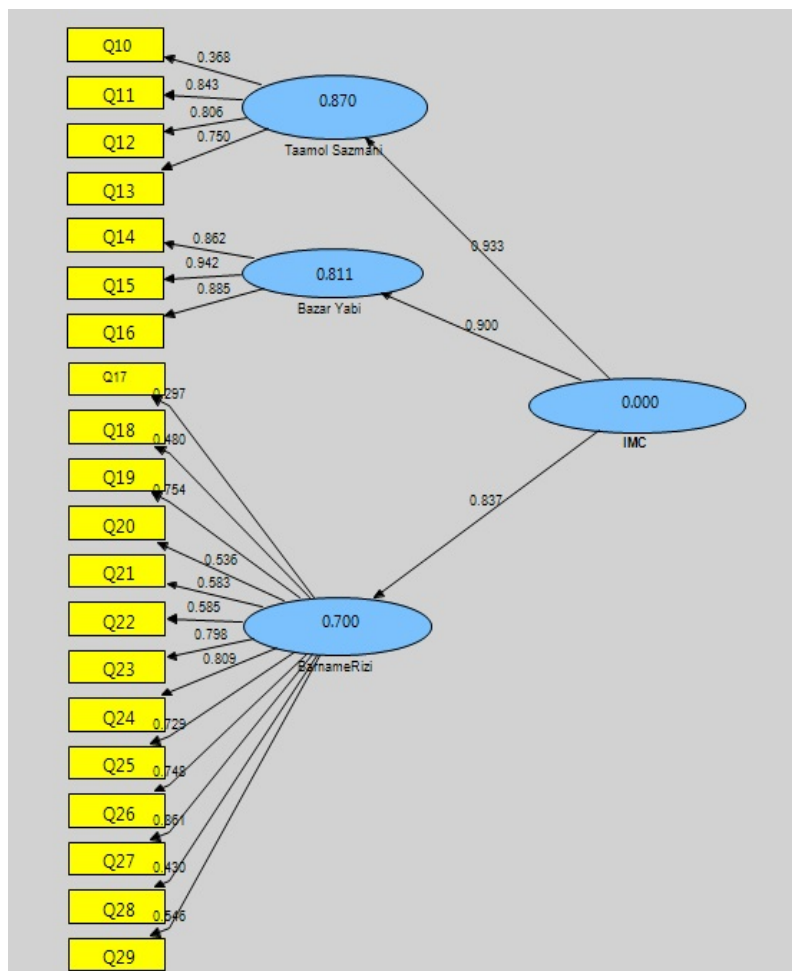 Q10
0.368
Q11
0.843
0.870
Q12
0.806
0.750
Taamol Sazmani
Q13
Q14
0.862
0.933
Q15
0.942
0.811
0.885
Bazar Yabi
Q16
0.900
Q17
0.297
0.000
Q18
0.480
IMC
Q19
0.754
0.837
Q20
0.536
Q21
0.583
Q22
0.585
0.700
0.798
Q23
0.809
BarnameRizi
Q24
0.729
Q25
0.748
Q26
0.861
Q27
0.430
Q28
0.546
Q29